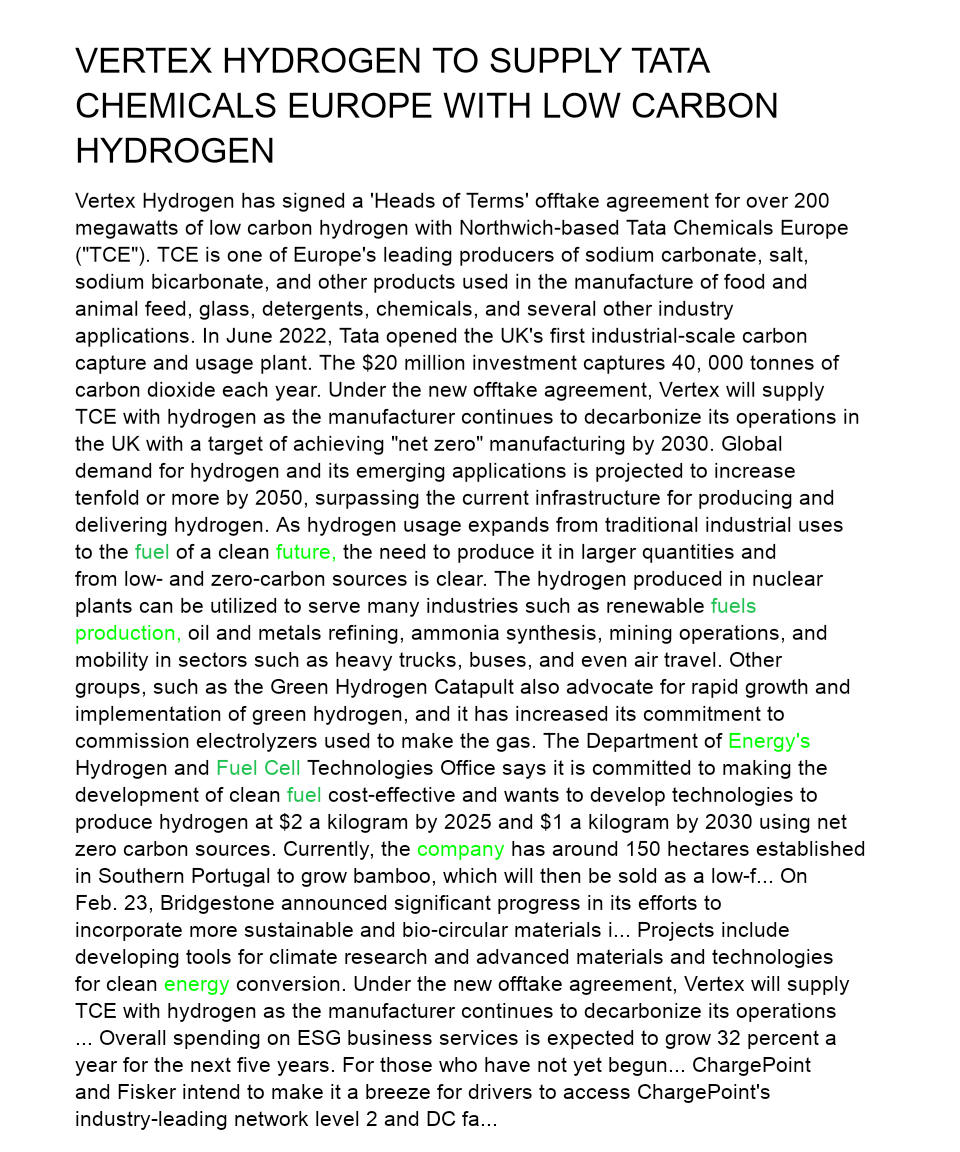 VERTEX HYDROGEN TO SUPPLY TATA
CHEMICALS EUROPE WITH LOW CARBON
HYDROGEN
Vertex Hydrogen has signed a 'Heads of Terms' offtake agreement for over 200
megawatts of low carbon hydrogen with Northwich-based Tata Chemicals Europe
("TCE"). TCE is one of Europe's leading producers of sodium carbonate, salt,
sodium bicarbonate, and other products used in the manufacture of food and
animal feed, glass, detergents, chemicals, and several other industry
applications. In June 2022, Tata opened the UK's first industrial-scale carbon
capture and usage plant. The $20 million investment captures 40, 000 tonnes of
carbon dioxide each year. Under the new offtake agreement, Vertex will supply
TCE with hydrogen as the manufacturer continues to decarbonize its operations in
the UK with a target of achieving "net zero" manufacturing by 2030. Global
demand for hydrogen and its emerging applications is projected to increase
tenfold or more by 2050, surpassing the current infrastructure for producing and
delivering hydrogen. As hydrogen usage expands from traditional industrial uses
to the fuel of a clean future, the need to produce it in larger quantities and
from low- and zero-carbon sources is clear. The hydrogen produced in nuclear
plants can be utilized to serve many industries such as renewable fuels
production, oil and metals refining, ammonia synthesis, mining operations, and
mobility in sectors such as heavy trucks, buses, and even air travel. Other
groups, such as the Green Hydrogen Catapult also advocate for rapid growth and
implementation of green hydrogen, and it has increased its commitment to
commission electrolyzers used to make the gas. The Department of Energy's
Hydrogen and Fuel Cell Technologies Office says it is committed to making the
development of clean fuel cost-effective and wants to develop technologies to
produce hydrogen at $2 a kilogram by 2025 and $1 a kilogram by 2030 using net
zero carbon sources. Currently, the company has around 150 hectares established
in Southern Portugal to grow bamboo, which will then be sold as a low-f... On
Feb. 23, Bridgestone announced significant progress in its efforts to
incorporate more sustainable and bio-circular materials i... Projects include
developing tools for climate research and advanced materials and technologies
for clean energy conversion. Under the new offtake agreement, Vertex will supply
TCE with hydrogen as the manufacturer continues to decarbonize its operations
... Overall spending on ESG business services is expected to grow 32 percent a
year for the next five years. For those who have not yet begun... ChargePoint
and Fisker intend to make it a breeze for drivers to access ChargePoint's
industry-leading network level 2 and DC fa...